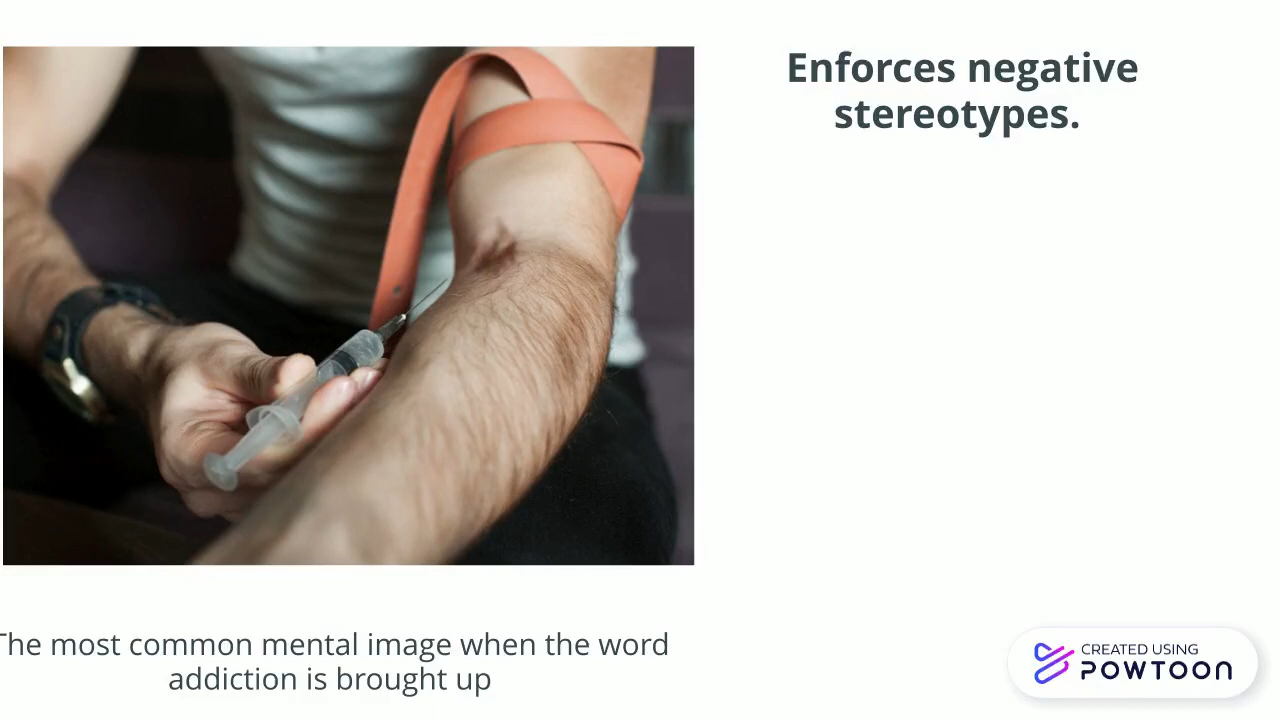 Enforces negative
stereotypes.
The most common mental image when the word
addiction is brought up
CREATED USING
POWTOON